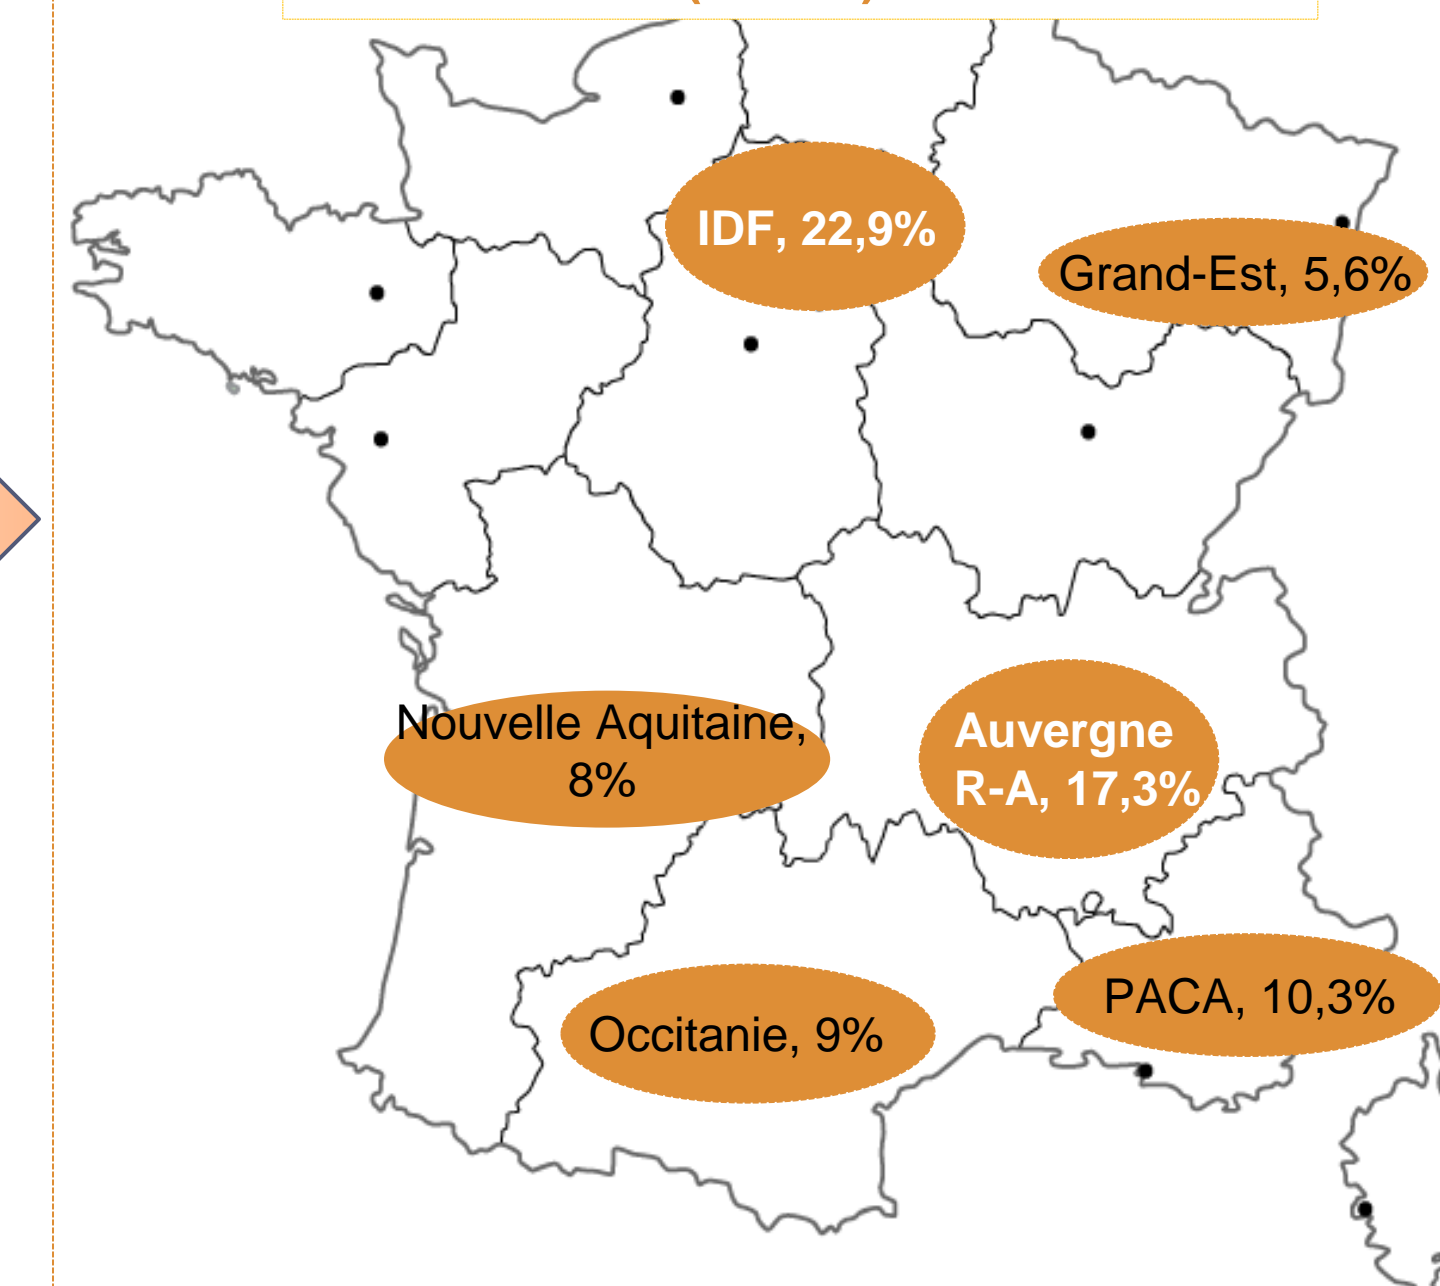 IDF, 22,9%
Grand-Est, 5,6%
Nouvelle Aquitaine,
8%
Auvergne
R-A, 17,3%
PACA, 10,3%
Occitanie, 9%